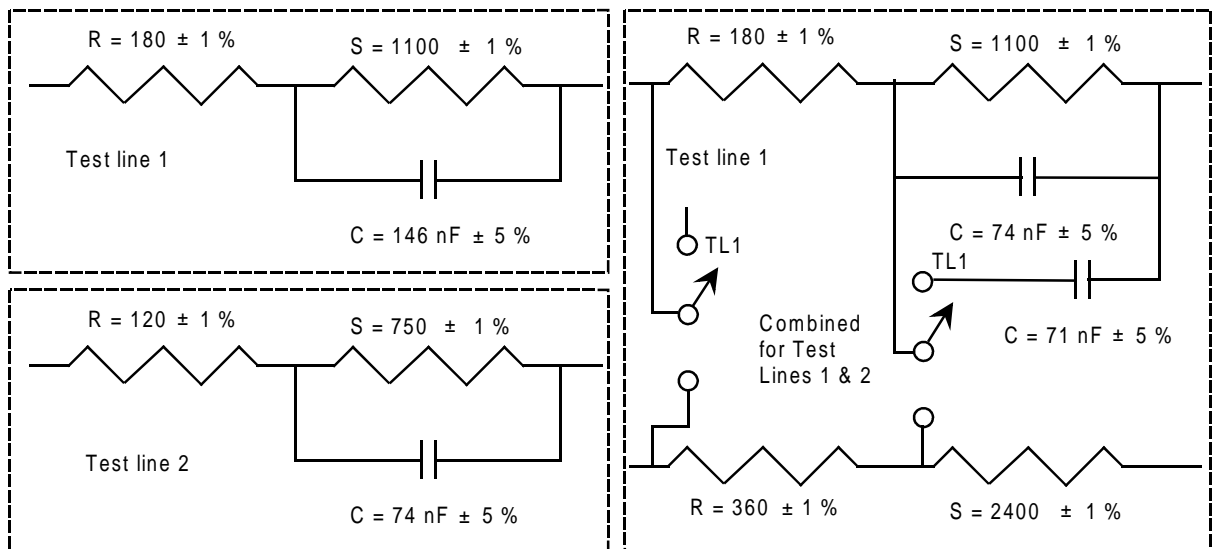 R = 180 ± 1 %
S = 1100 ± 1 %
Test line 1
C = 146 nF ± 5 %
R = 120 ± 1 %
S = 750 ± 1 %
Test line 2
C = 74 nF ± 5 %
R = 180 ± 1 %
S = 1100 ± 1 %
Test line 1
C = 74 nF ± 5 %
TL1
TL1
C = 71 nF ± 5 %
Combined
for Test
Lines 1 & 2
R = 360 ± 1 %
S = 2400 ± 1 %